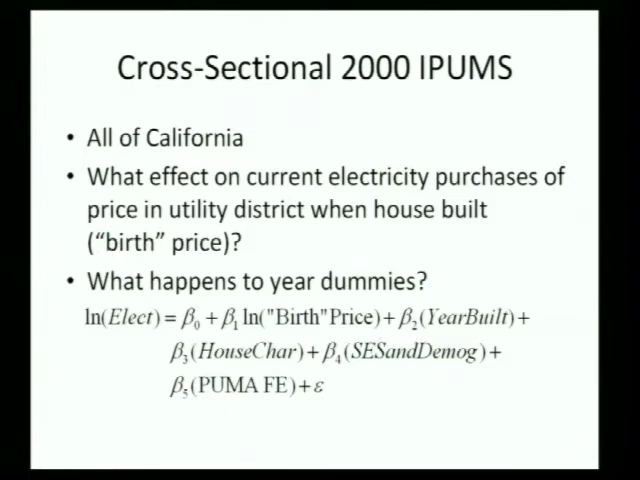 Cross-Sectional 2000 IPUMS
• All of California
• What effect on current electricity purchases of
price in utility district when house built
("birth" price)?
• What happens to year dummies?
ln(Elect) = β₀ + β₁ ln("Birth"Price) + β₂(YearBuilt) +
β₃(HouseChar) + β₄(SESandDemog) +
β₅(PUMA FE) + ε